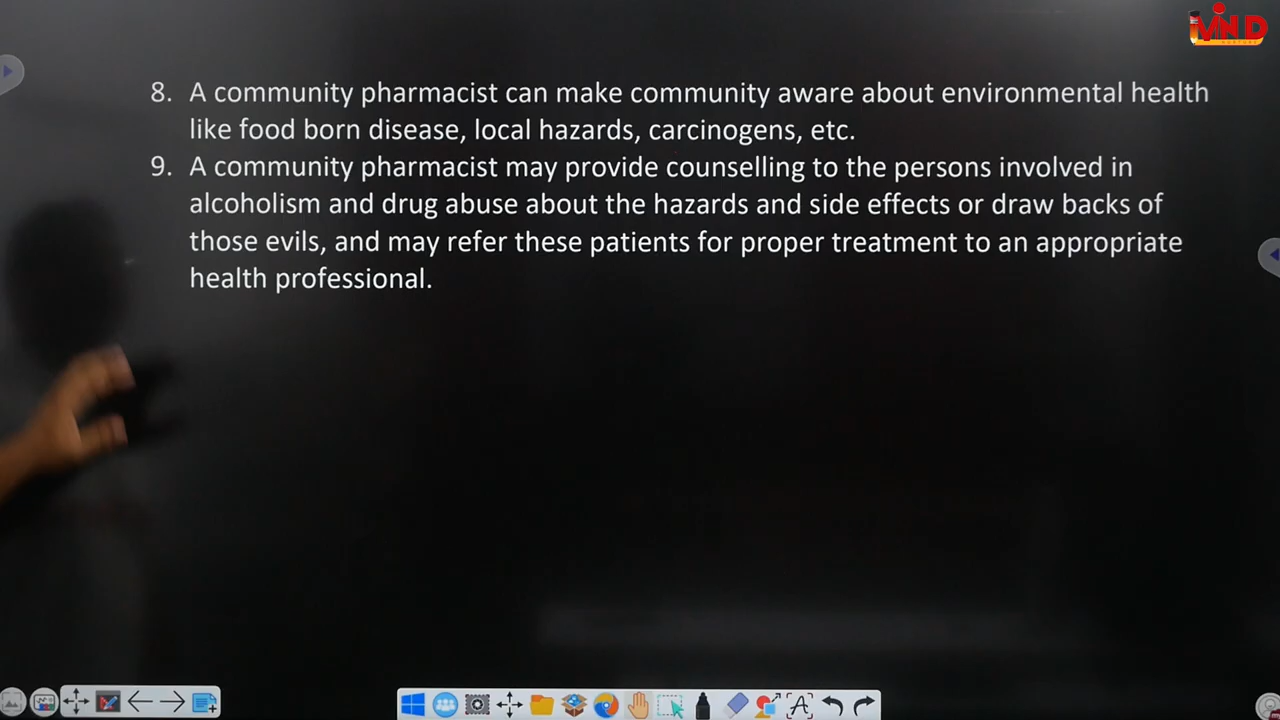 MIND
8. A community pharmacist can make community aware about environmental health
like food born disease, local hazards, carcinogens, etc.
9. A community pharmacist may provide counselling to the persons involved in
alcoholism and drug abuse about the hazards and side effects or draw backs of
those evils, and may refer these patients for proper treatment to an appropriate
health professional.